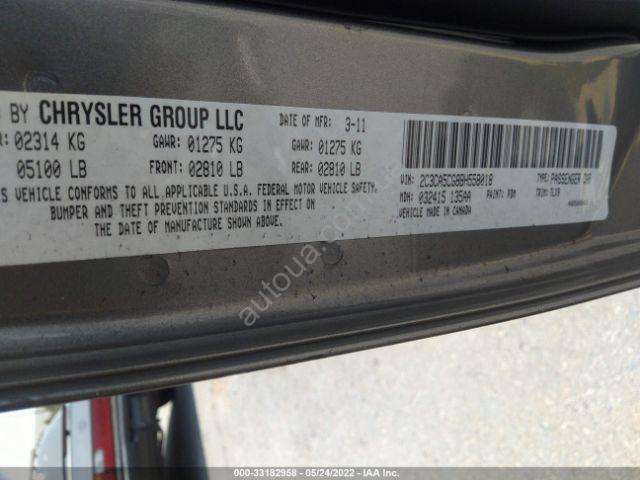 BY CHRYSLER GROUP LLC
DATE OF MFR: 3-11
02314 KG GAWR: 01275 KG GAWR: 01275 KG
05100 LB FRONT: 02810 LB REAR: 02810 LB
VEHICLE CONFORMS TO ALL APPLICABLE U.S.A. FEDERAL MOTOR VEHICLE SAFETY,
BUMPER AND THEFT PREVENTION STANDARDS IN EFFECT ON
THE DATE OF MANUFACTURE SHOWN ABOVE.
VIN: TYPE: PASSENGER CAR
MDH: 032415 135AA PAINT: PDM TRIM: TLX9
VEHICLE MADE IN CANADA
autoua.com
000-33182958 - 05/24/2022 - IAA Inc.